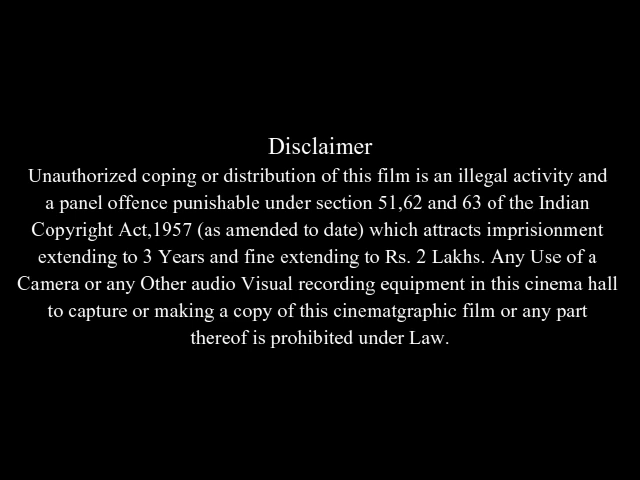 Disclaimer
Unauthorized coping or distribution of this film is an illegal activity and
a panel offence punishable under section 51,62 and 63 of the Indian
Copyright Act,1957 (as amended to date) which attracts imprisionment
extending to 3 Years and fine extending to Rs. 2 Lakhs. Any Use of a
Camera or any Other audio Visual recording equipment in this cinema hall
to capture or making a copy of this cinematgraphic film or any part
thereof is prohibited under Law.